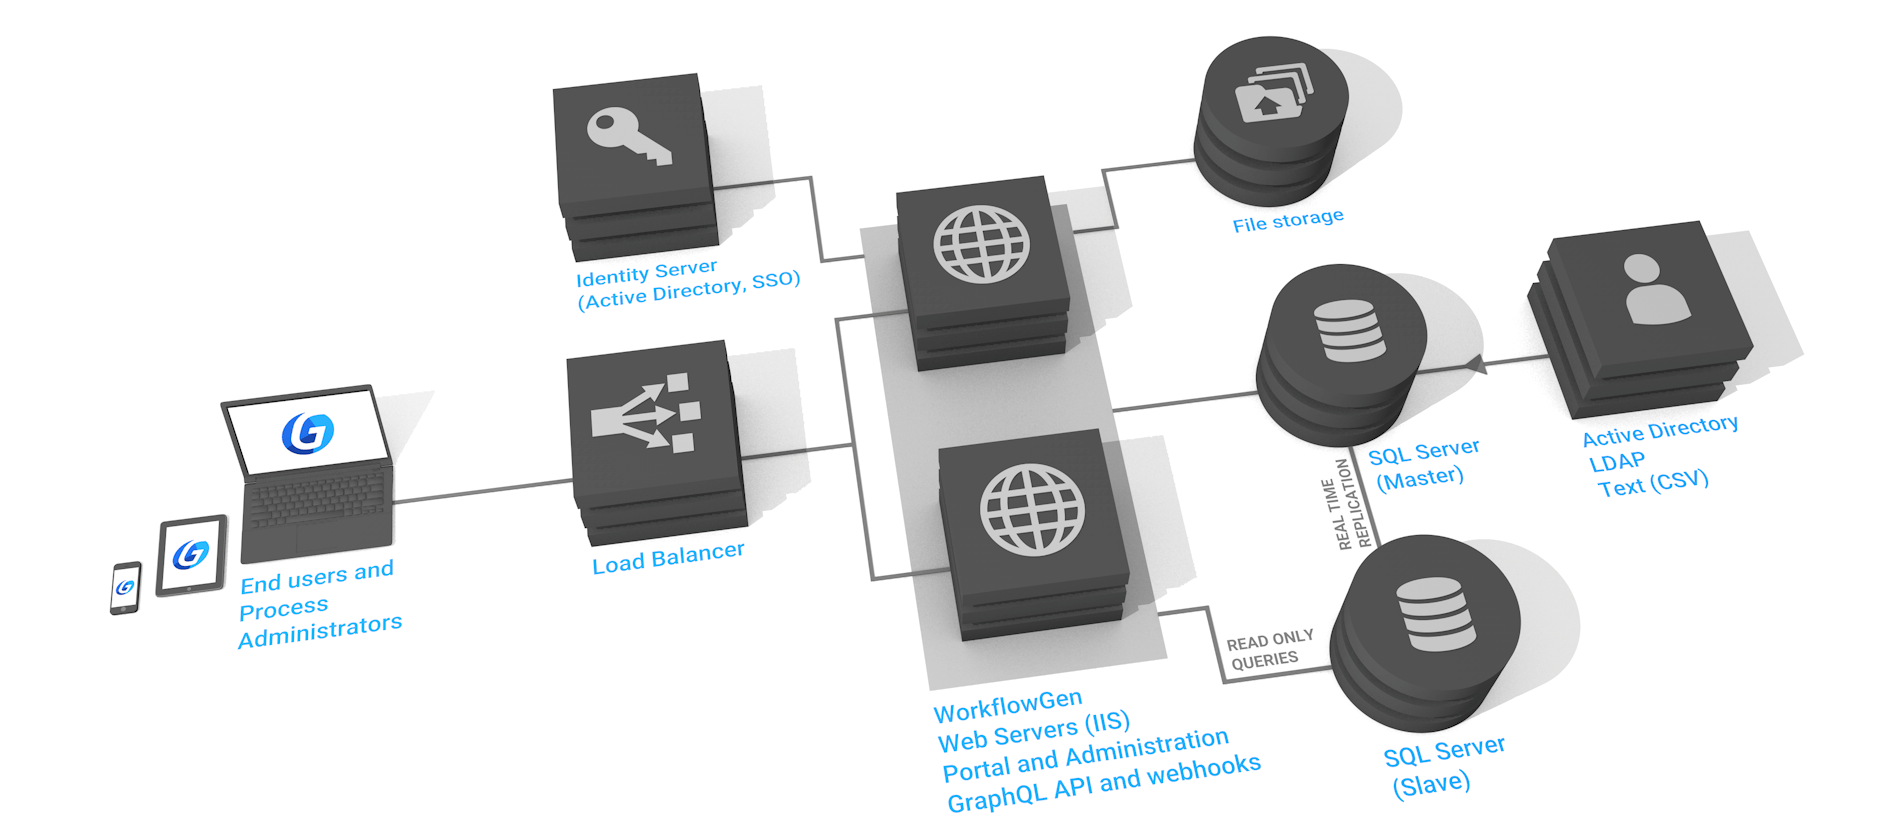 Identity Server
(Active Directory, SSO)
File storage
End users and
Process
Administrators
Load Balancer
SQL Server
(Master)
Active Directory
LDAP
Text (CSV)
REAL TIME
REPLICATION
READ ONLY
QUERIES
WorkflowGen
Web Servers (IIS)
Portal and Administration
GraphQL API and webhooks
SQL Server
(Slave)